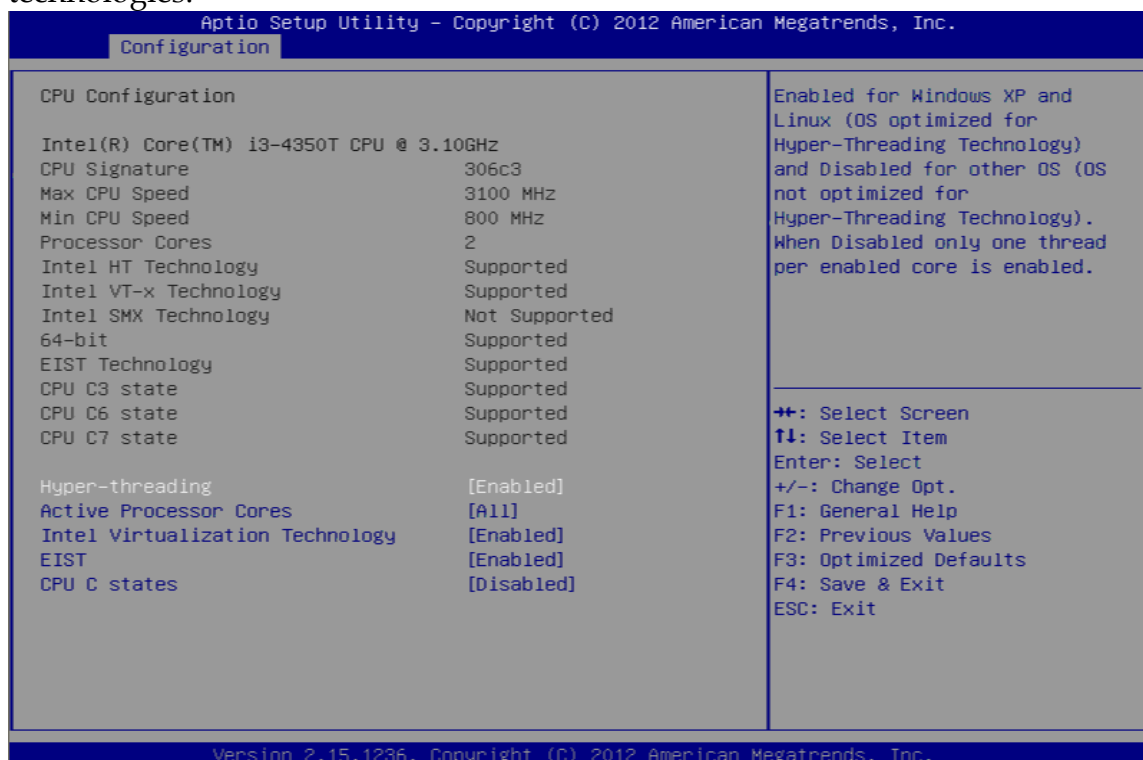 technologies.
Aptio Setup Utility – Copyright (C) 2012 American Megatrends, Inc.
Configuration
CPU Configuration
Intel(R) Core(TM) i3-4350T CPU @ 3.10GHz
CPU Signature 306c3
Max CPU Speed 3100 MHz
Min CPU Speed 800 MHz
Processor Cores 2
Intel HT Technology Supported
Intel VT-x Technology Supported
Intel SMX Technology Not Supported
64-bit Supported
EIST Technology Supported
CPU C3 state Supported
CPU C6 state Supported
CPU C7 state Supported
Hyper-threading [Enabled]
Active Processor Cores [All]
Intel Virtualization Technology [Enabled]
EIST [Enabled]
CPU C states [Disabled]
Enabled for Windows XP and
Linux (OS optimized for
Hyper-Threading Technology)
and Disabled for other OS (OS
not optimized for
Hyper-Threading Technology).
When Disabled only one thread
per enabled core is enabled.
→←: Select Screen
↑↓: Select Item
Enter: Select
+/-: Change Opt.
F1: General Help
F2: Previous Values
F3: Optimized Defaults
F4: Save & Exit
ESC: Exit
Version 2.15.1236. Copyright (C) 2012 American Megatrends, Inc.